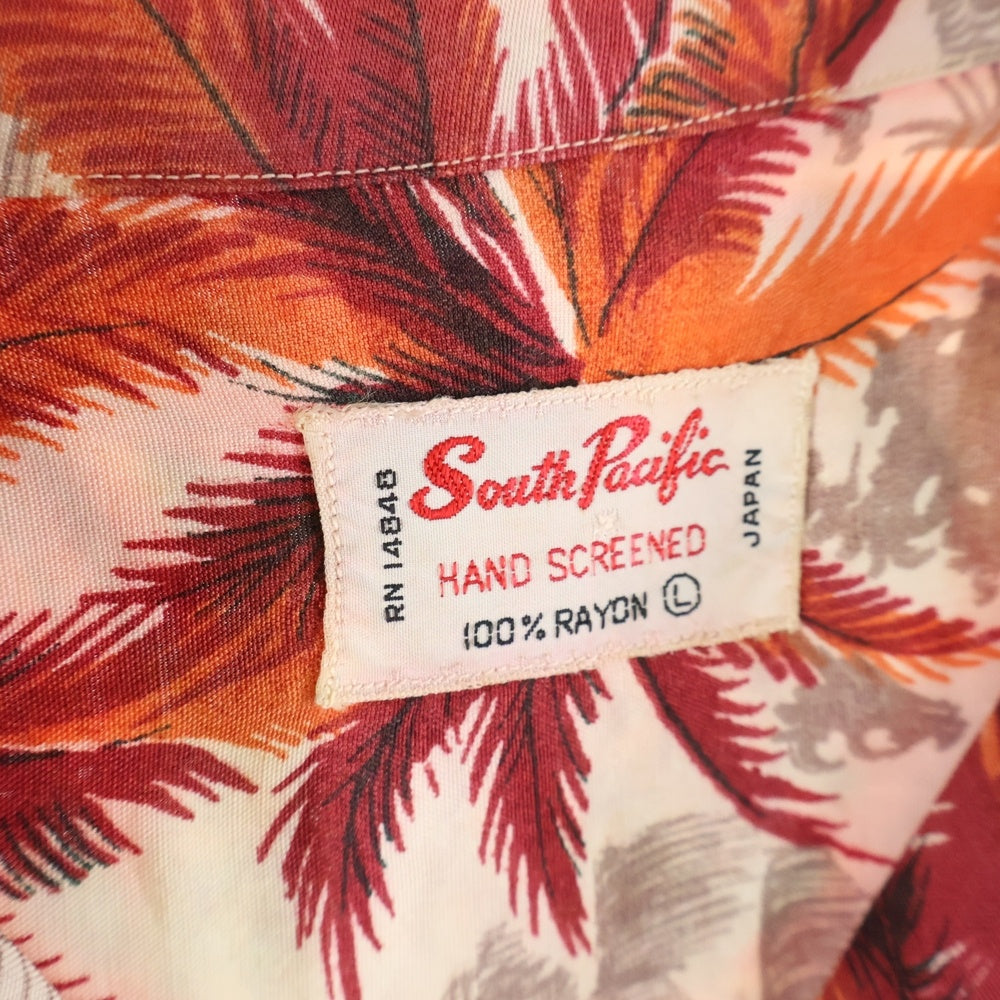 South Pacific
HAND SCREENED
100% RAYON L
RN 14848
JAPAN